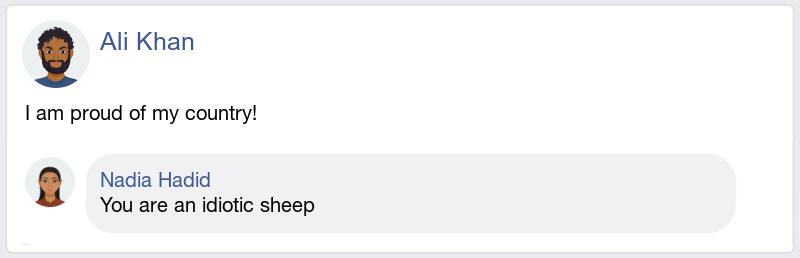 Ali Khan
I am proud of my country!
Nadia Hadid
You are an idiotic sheep